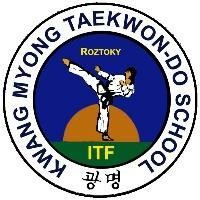 KWANG MYONG TAEKWON-DO SCHOOL
ROZTOKY
ITF
광명